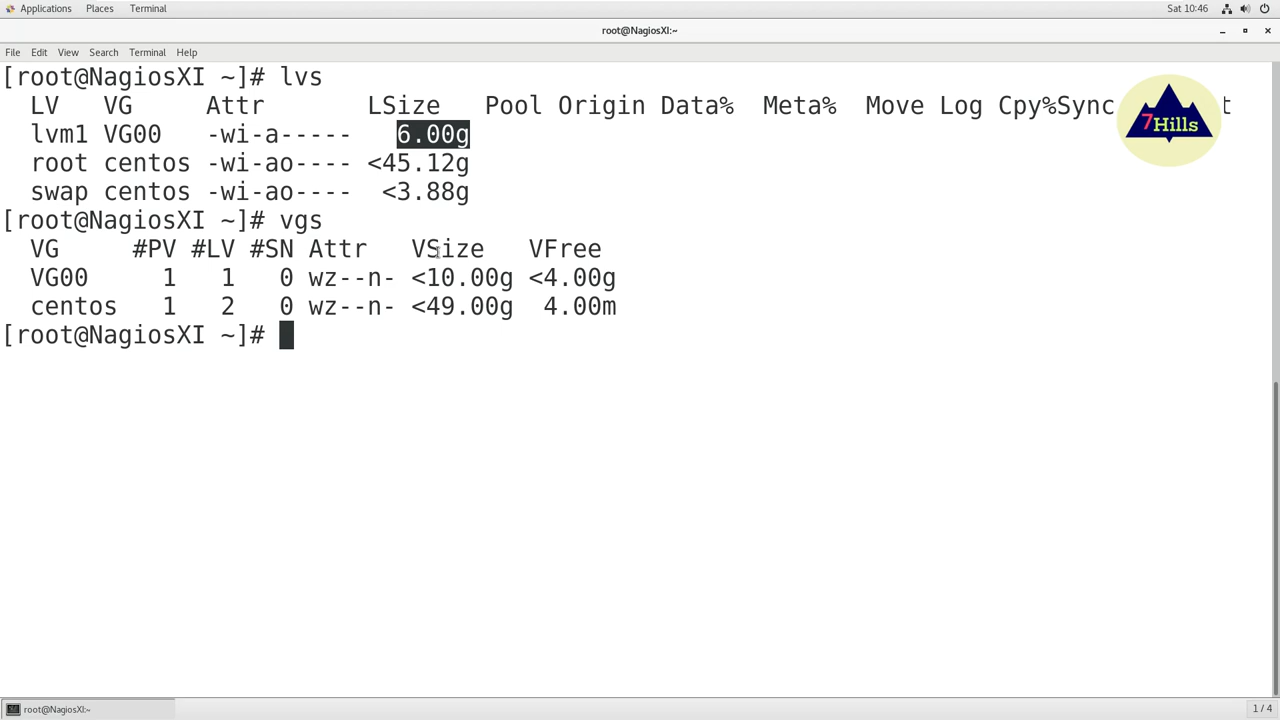 Applications Places Terminal Sat 10:46
root@NagiosXI:~
File Edit View Search Terminal Help
[root@NagiosXI ~]# lvs
LV VG Attr LSize Pool Origin Data% Meta% Move Log Cpy%Sync t
lvm1 VG00 -wi-a----- 6.00g
root centos -wi-ao---- <45.12g
swap centos -wi-ao---- <3.88g
[root@NagiosXI ~]# vgs
VG #PV #LV #SN Attr VSize VFree
VG00 1 1 0 wz--n- <10.00g <4.00g
centos 1 2 0 wz--n- <49.00g 4.00m
[root@NagiosXI ~]#
7Hills
root@NagiosXI:~
1 / 4